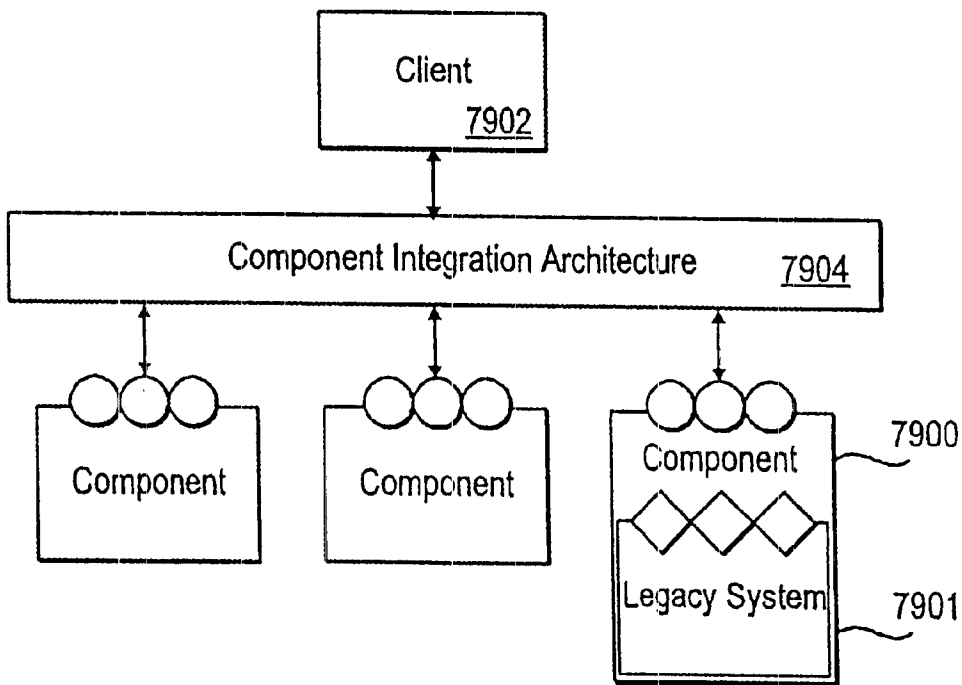 Client
7902
Component Integration Architecture 7904
Component
Component
Component
7900
Legacy System
7901